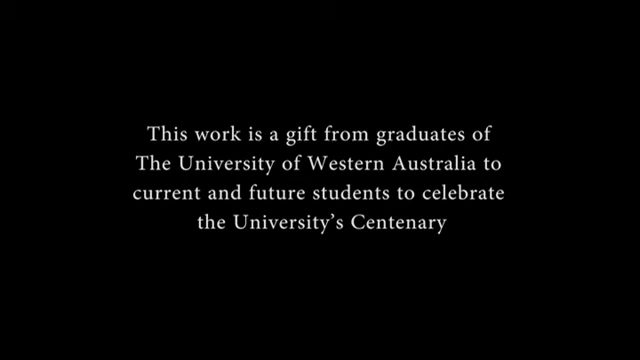 This work is a gift from graduates of
The University of Western Australia to
current and future students to celebrate
the University’s Centenary